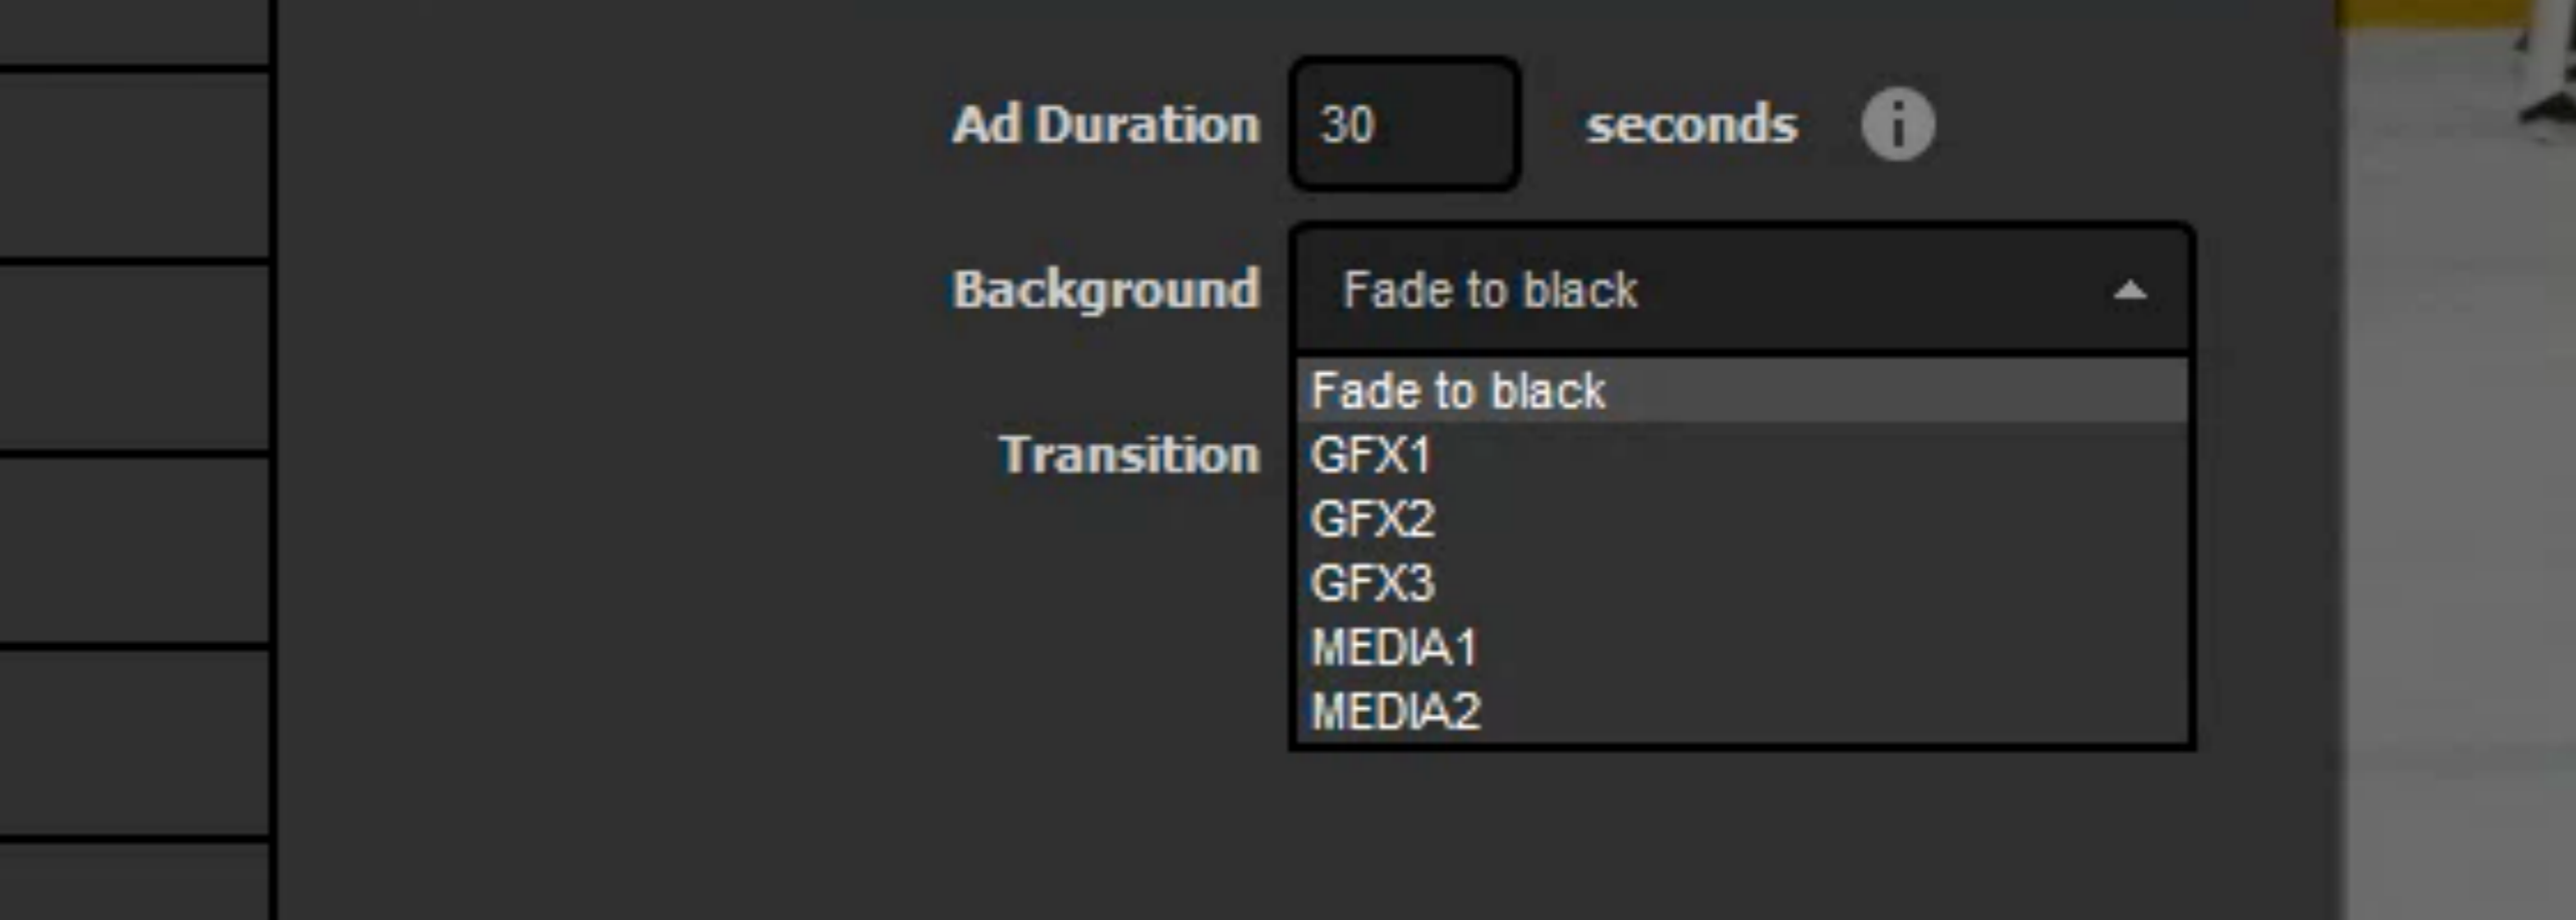 Ad Duration 30 seconds
Background Fade to black
Fade to black
Transition GFX1
GFX2
GFX3
MEDIA1
MEDIA2